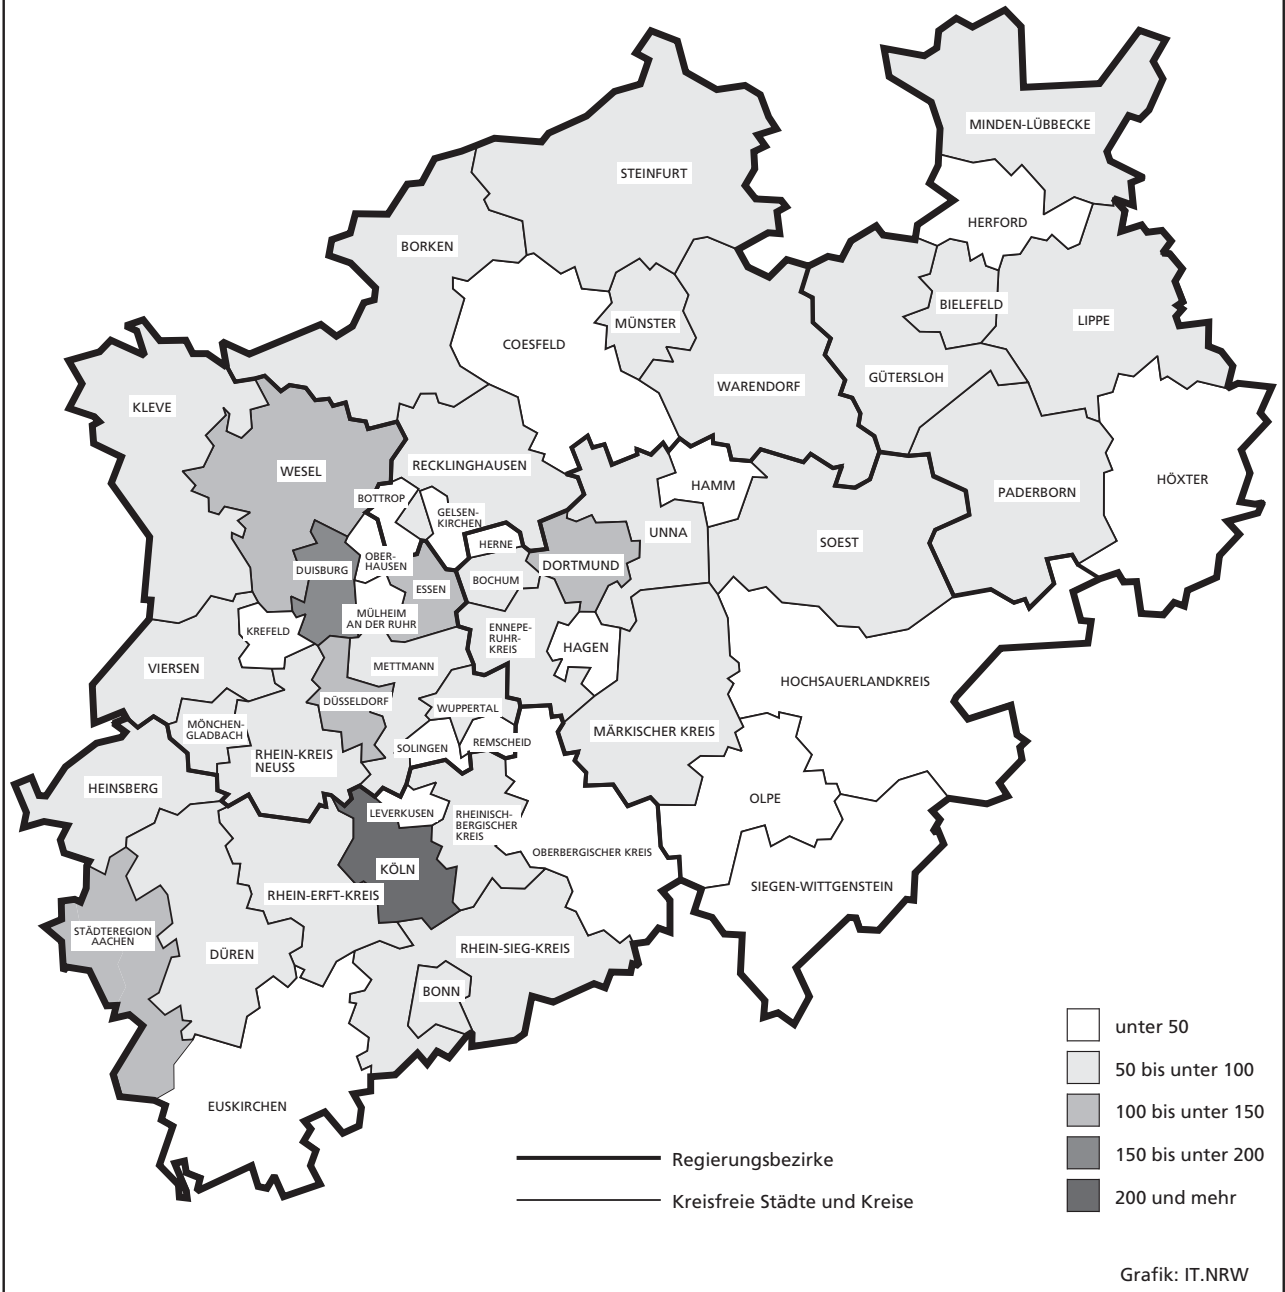 MINDEN-LÜBBECKE
STEINFURT
HERFORD
BORKEN
BIELEFELD
MÜNSTER
LIPPE
COESFELD
GÜTERSLOH
WARENDORF
KLEVE
RECKLINGHAUSEN
WESEL
HÖXTER
HAMM
PADERBORN
BOTTROP
GELSEN-
KIRCHEN
UNNA
SOEST
HERNE
OBER-
HAUSEN
DORTMUND
DUISBURG
BOCHUM
ESSEN
MÜLHEIM
AN DER RUHR
KREFELD
ENNEPE-
RUHR-
KREIS
HAGEN
VIERSEN
METTMANN
HOCHSAUERLANDKREIS
DÜSSELDORF
WUPPERTAL
MÖNCHEN-
GLADBACH
MÄRKISCHER KREIS
REMSCHEID
SOLINGEN
RHEIN-KREIS
NEUSS
HEINSBERG
OLPE
LEVERKUSEN
RHEINISCH-
BERGISCHER
KREIS
OBERBERGISCHER KREIS
KÖLN
SIEGEN-WITTGENSTEIN
RHEIN-ERFT-KREIS
STÄDTEREGION
AACHEN
RHEIN-SIEG-KREIS
DÜREN
BONN
EUSKIRCHEN
unter 50
50 bis unter 100
100 bis unter 150
150 bis unter 200
200 und mehr
Regierungsbezirke
Kreisfreie Städte und Kreise
Grafik: IT.NRW